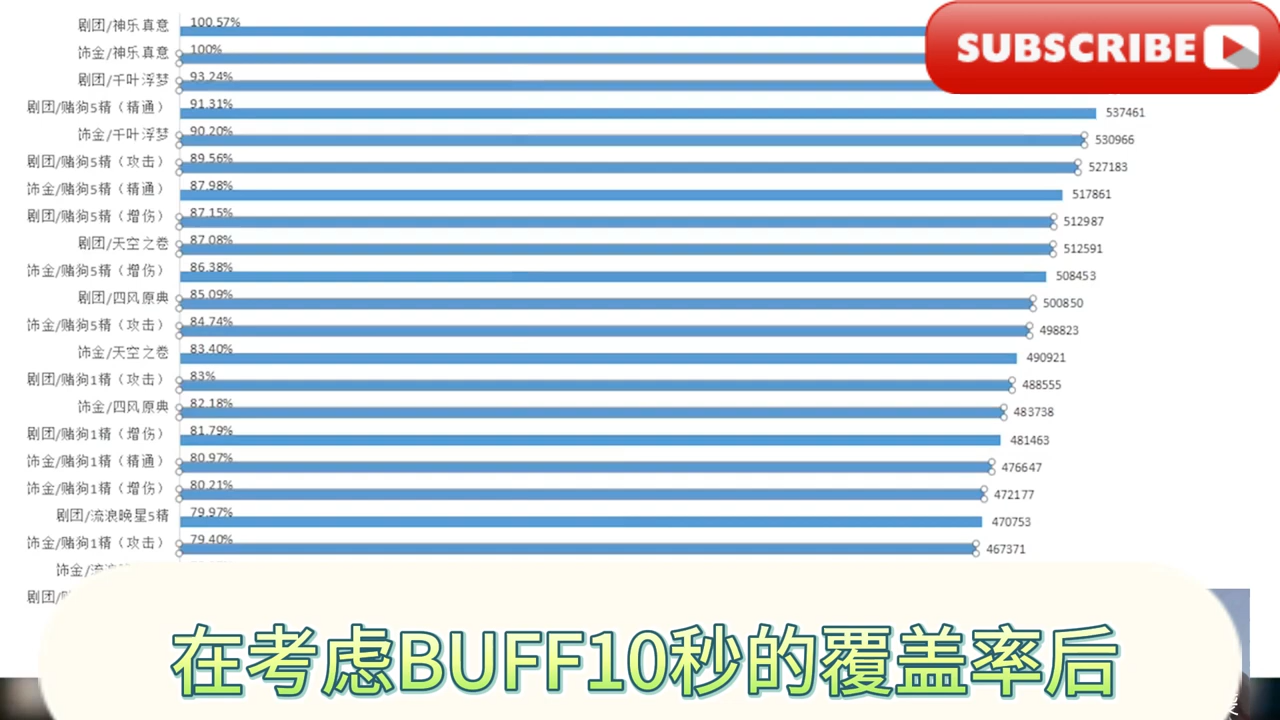 剧团/神乐真意 100.57%
SUBSCRIBE
饰金/神乐真意 100%
剧团/千叶浮梦 93.24%
剧团/赌狗5精（精通） 91.31% 537461
饰金/千叶浮梦 90.20% 530966
剧团/赌狗5精（攻击） 89.56% 527183
饰金/赌狗5精（精通） 87.98% 517861
剧团/赌狗5精（增伤） 87.15% 512987
剧团/天空之卷 87.08% 512591
饰金/赌狗5精（增伤） 86.38% 508453
剧团/四风原典 85.09% 500850
饰金/赌狗5精（攻击） 84.74% 498823
饰金/天空之卷 83.40% 490921
剧团/赌狗1精（攻击） 83% 488555
饰金/四风原典 82.18% 483738
剧团/赌狗1精（增伤） 81.79% 481463
饰金/赌狗1精（精通） 80.97% 476647
饰金/赌狗1精（增伤） 80.21% 472177
剧团/流浪晚星5精 79.97% 470753
饰金/赌狗1精（攻击） 79.40% 467371
饰金/
剧团/
在考虑BUFF10秒的覆盖率后